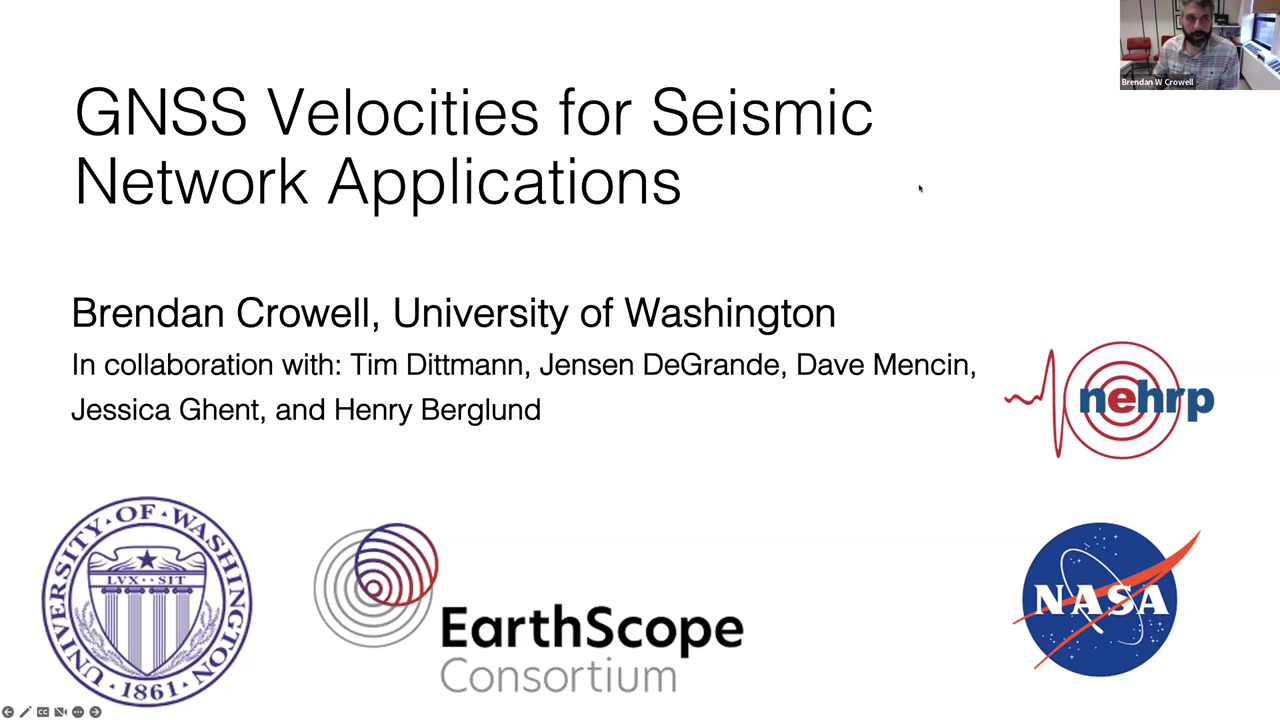 GNSS Velocities for Seismic
Network Applications
Brendan W Crowell
Brendan Crowell, University of Washington
In collaboration with: Tim Dittmann, Jensen DeGrande, Dave Mencin,
Jessica Ghent, and Henry Berglund
nehrp
UNIVERSITY·OF·WASHINGTON
LVX··SIT
·1861·
EarthScope
Consortium
NASA
CC